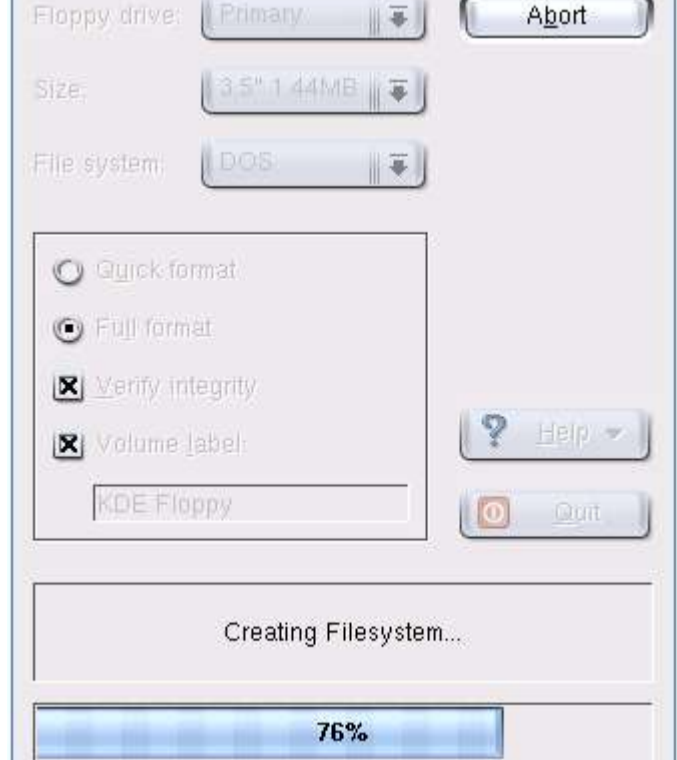 Floppy drive: Primary Abort
Size: 3.5" 1.44MB
File system: DOS
Quick format
Full format
Verify integrity
Volume label:
Help
KDE Floppy
Quit
Creating Filesystem...
76%